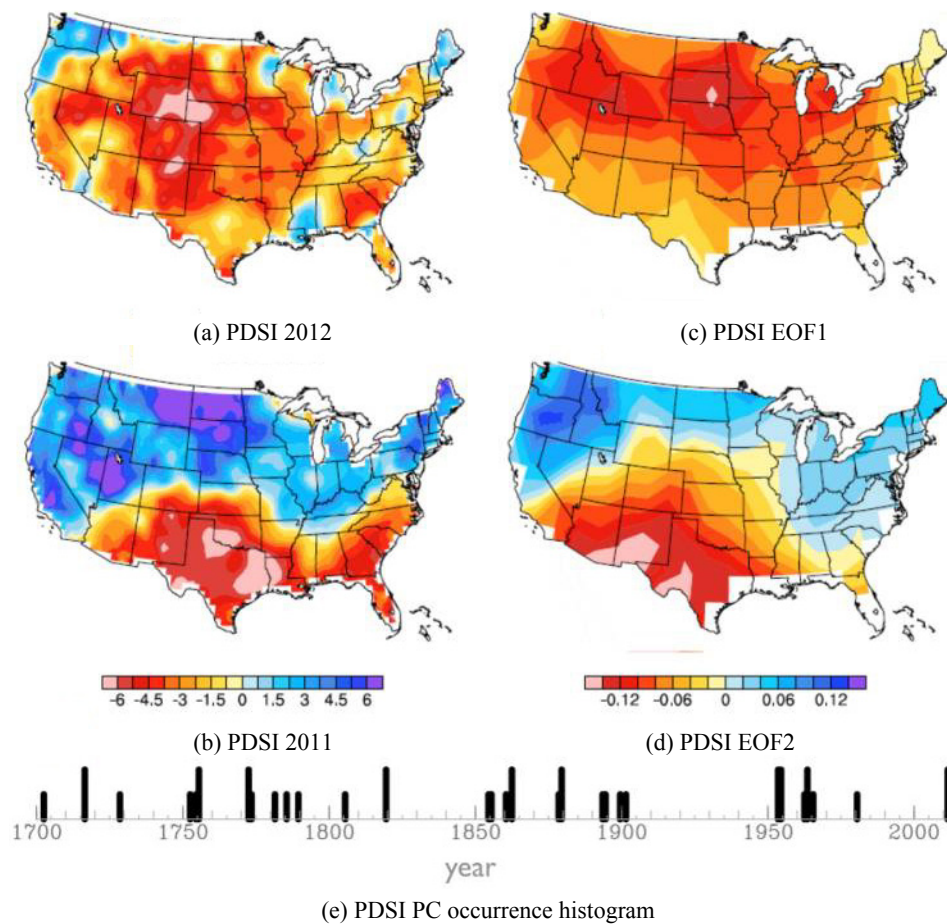 (a) PDSI 2012
(c) PDSI EOF1
-6 -4.5 -3 -1.5 0 1.5 3 4.5 6
-0.12 -0.06 0 0.06 0.12
(b) PDSI 2011
(d) PDSI EOF2
1700 1750 1800 1850 1900 1950 2000
year
(e) PDSI PC occurrence histogram